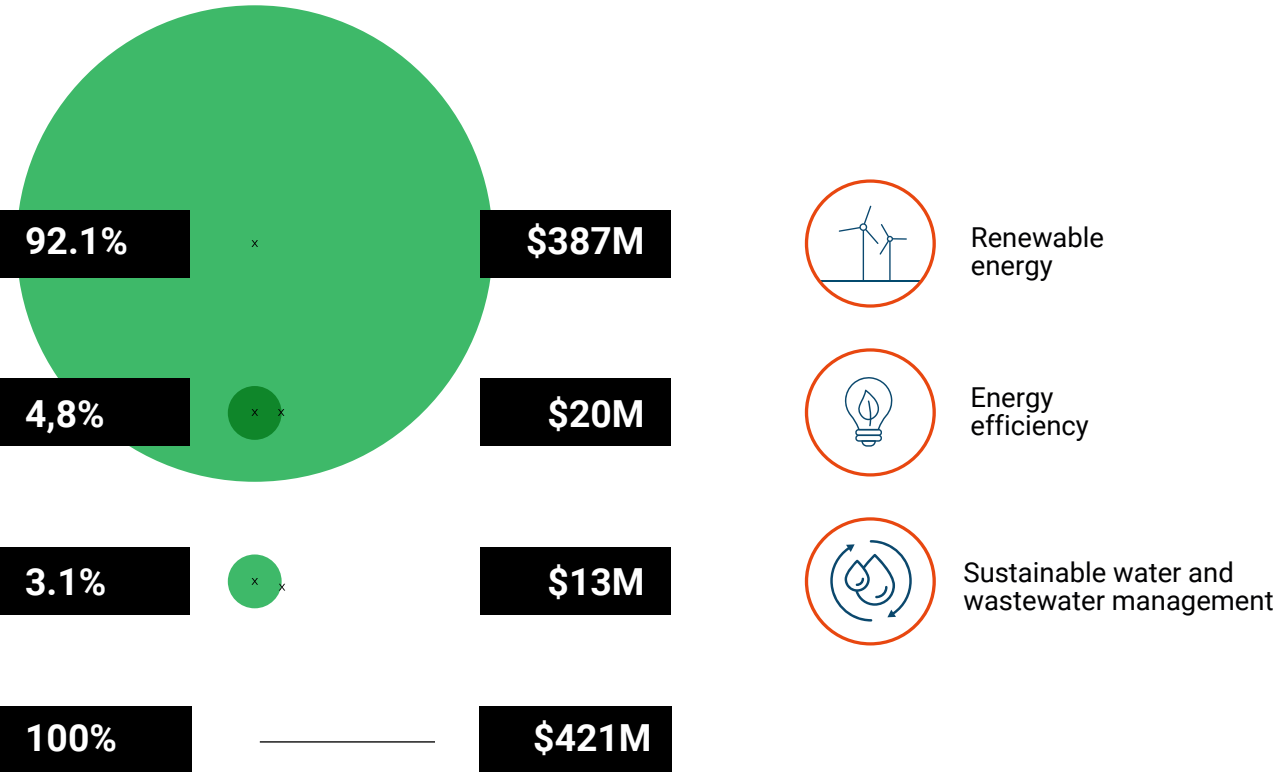 92.1%
x
$387M
Renewable
energy
4,8%
x
x
$20M
Energy
efficiency
3.1%
x
x
$13M
Sustainable water and
wastewater management
100%
$421M